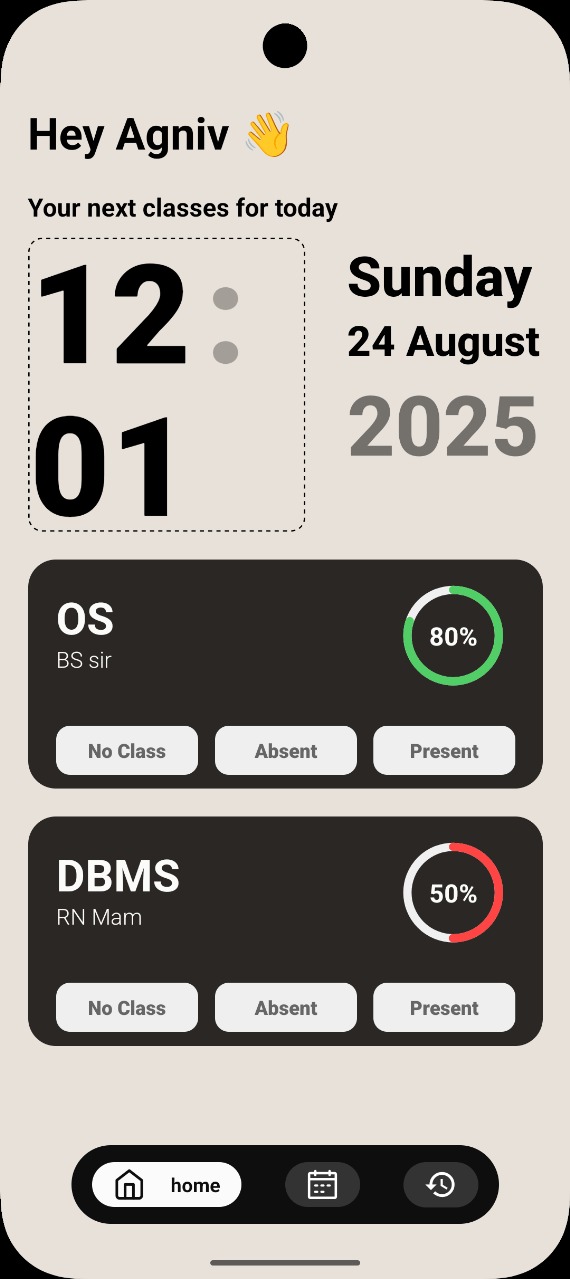 Hey Agniv 👋
Your next classes for today
12:
01
Sunday
24 August
2025
OS
BS sir
80%
No Class Absent Present
DBMS
RN Mam
50%
No Class Absent Present
home